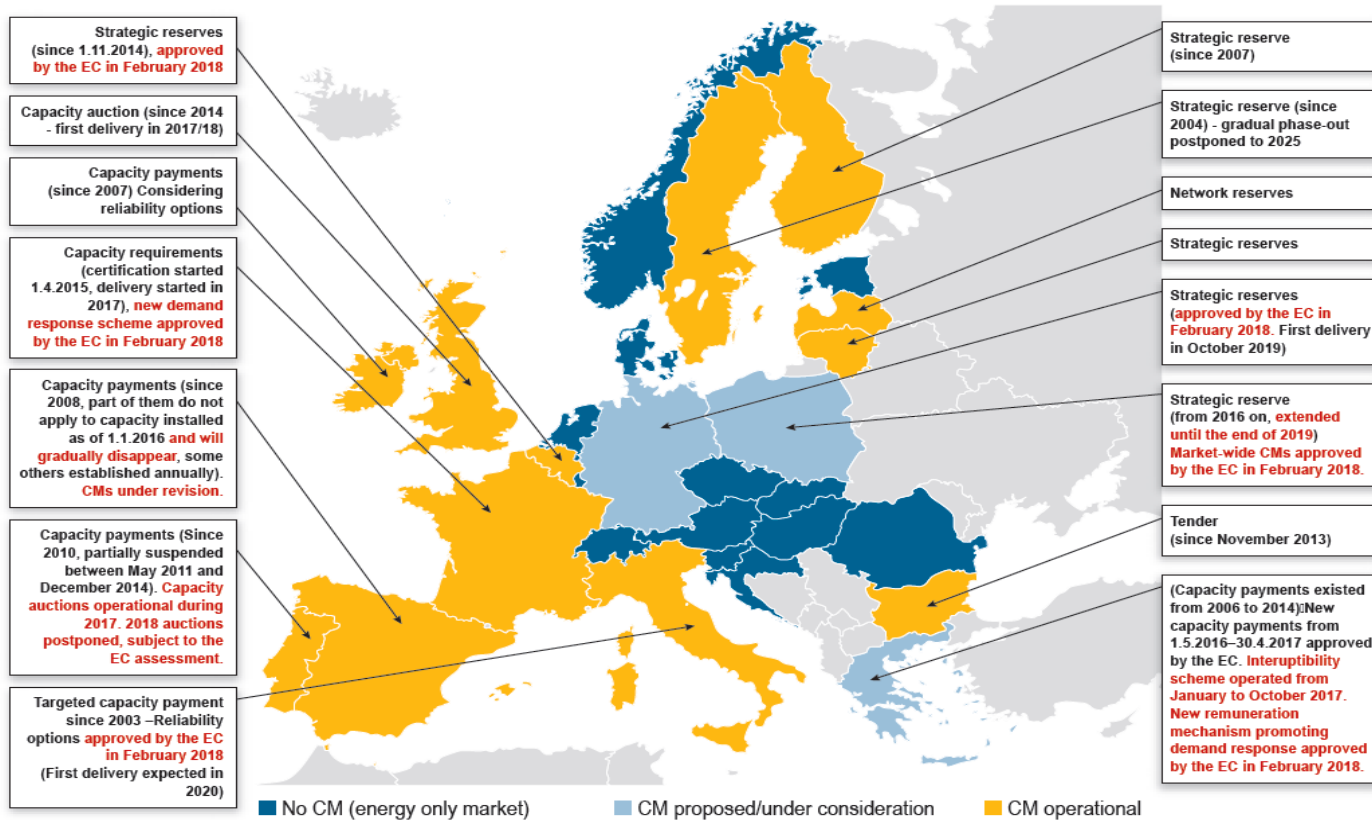 Strategic reserves
(since 1.11.2014), approved
by the EC in February 2018
Capacity auction (since 2014
- first delivery in 2017/18)
Capacity payments
(since 2007) Considering
reliability options
Capacity requirements
(certification started
1.4.2015, delivery started in
2017), new demand
response scheme approved
by the EC in February 2018
Capacity payments (since
2008, part of them do not
apply to capacity installed
as of 1.1.2016 and will
gradually disappear, some
others established annually).
CMs under revision.
Capacity payments (Since
2010, partially suspended
between May 2011 and
December 2014). Capacity
auctions operational during
2017. 2018 auctions
postponed, subject to the
EC assessment.
Targeted capacity payment
since 2003 –Reliability
options approved by the EC
in February 2018
(First delivery expected in
2020)
Strategic reserve
(since 2007)
Strategic reserve (since
2004) - gradual phase-out
postponed to 2025
Network reserves
Strategic reserves
Strategic reserves
(approved by the EC in
February 2018. First delivery
in October 2019)
Strategic reserve
(from 2016 on, extended
until the end of 2019)
Market-wide CMs approved
by the EC in February 2018.
Tender
(since November 2013)
(Capacity payments existed
from 2006 to 2014)▯New
capacity payments from
1.5.2016–30.4.2017 approved
by the EC. Interuptibility
scheme operated from
January to October 2017.
New remuneration
mechanism promoting
demand response approved
by the EC in February 2018.
No CM (energy only market)
CM proposed/under consideration
CM operational